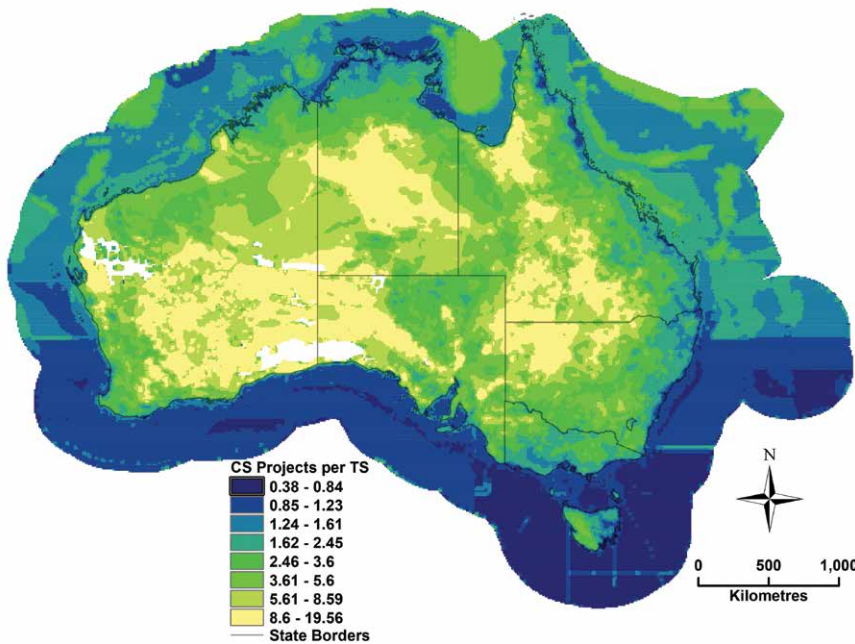 CS Projects per TS
0.38 - 0.84
0.85 - 1.23
1.24 - 1.61
1.62 - 2.45
2.46 - 3.6
3.61 - 5.6
5.61 - 8.59
8.6 - 19.56
State Borders
N
0 500 1,000
Kilometres